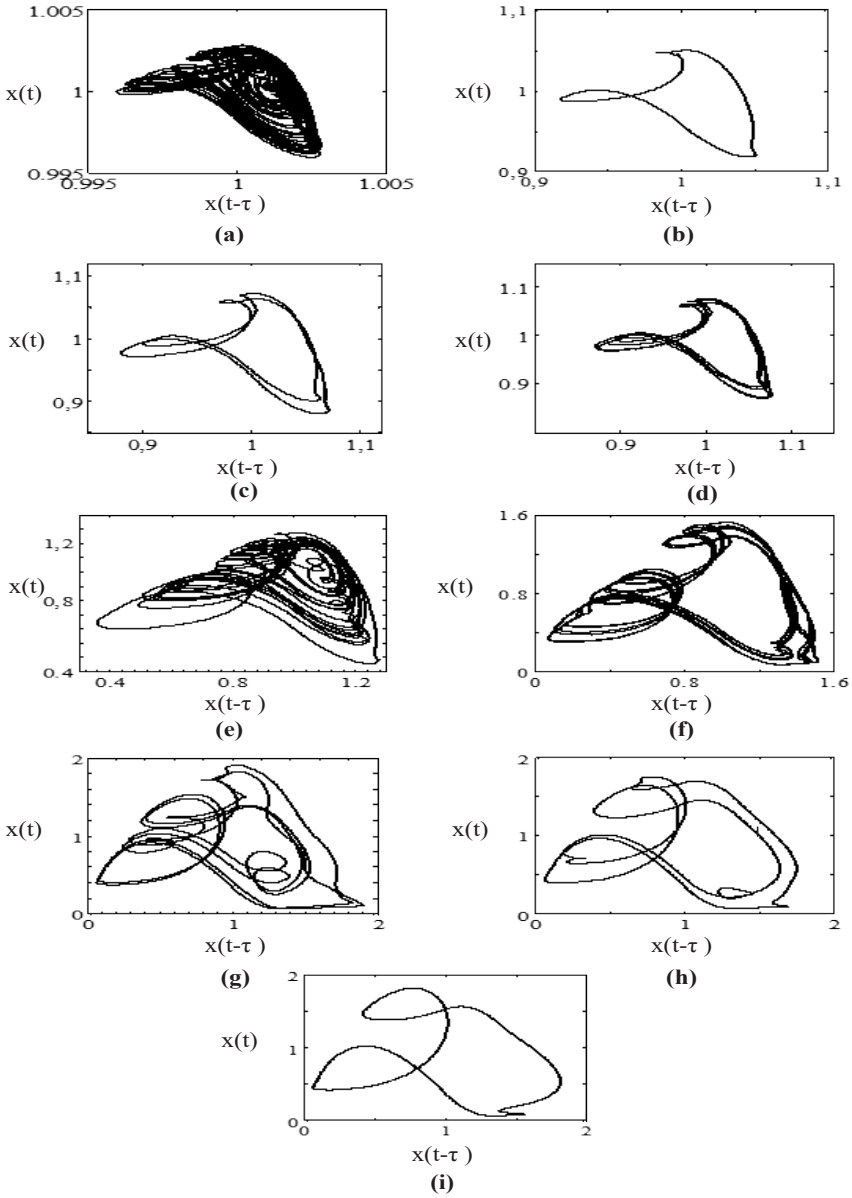 1.005
x(t)
1
0.995
0.995
1
1.005
x(t-τ )
(a)
1,1
x(t)
1
0,9
0,9
1
1,1
x(t-τ )
(b)
1,1
x(t)
1
0,9
0,9
1
1,1
x(t-τ )
(c)
1.1
x(t)
1
0.9
0.9
1
1.1
x(t-τ )
(d)
1,2
x(t)
0,8
0.4
0.4
0.8
1.2
x(t-τ )
(e)
1.6
x(t)
0.8
0
0
0.8
1.6
x(t-τ )
(f)
2
x(t)
1
0
0
1
2
x(t-τ )
(g)
2
x(t)
1
0
0
1
2
x(t-τ )
(h)
2
x(t)
1
0
0
1
2
x(t-τ )
(i)